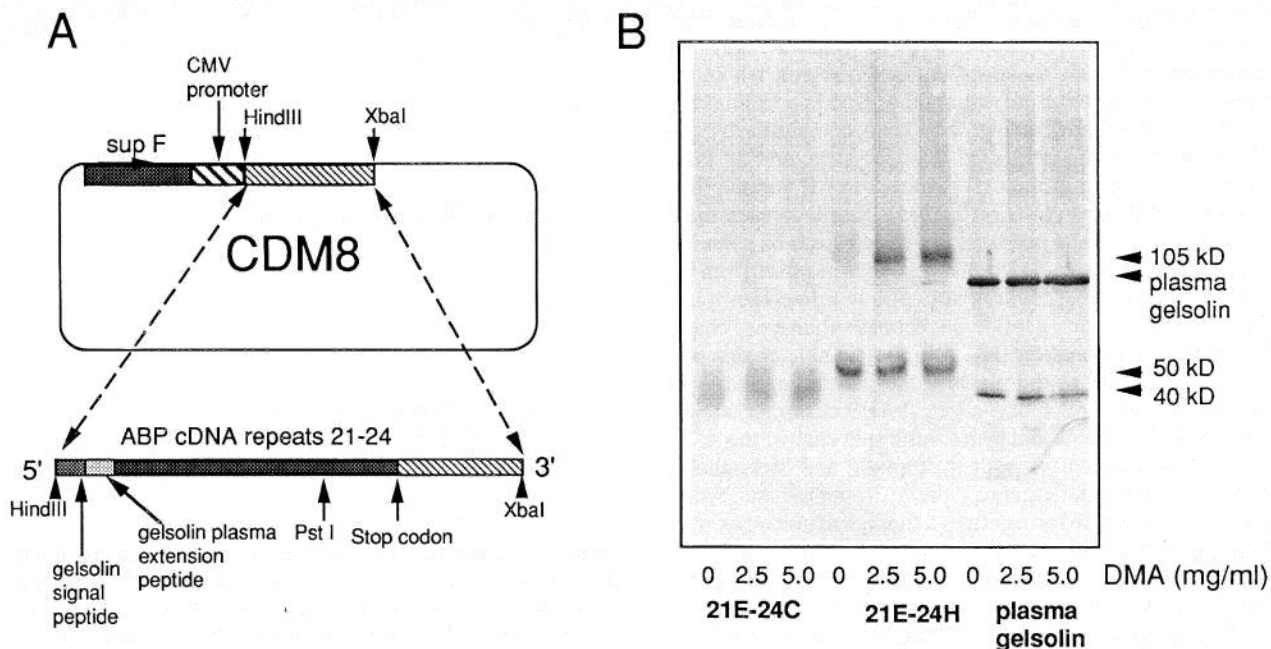 A
CMV
promoter
HindIII
XbaI
sup F
CDM8
ABP cDNA repeats 21-24
5'
3'
HindIII
XbaI
Pst I
Stop codon
gelsolin plasma
extension
peptide
gelsolin
signal
peptide
B
105 kD
plasma
gelsolin
50 kD
40 kD
0 2.5 5.0 0 2.5 5.0 0 2.5 5.0 DMA (mg/ml)
21E-24C 21E-24H plasma
gelsolin